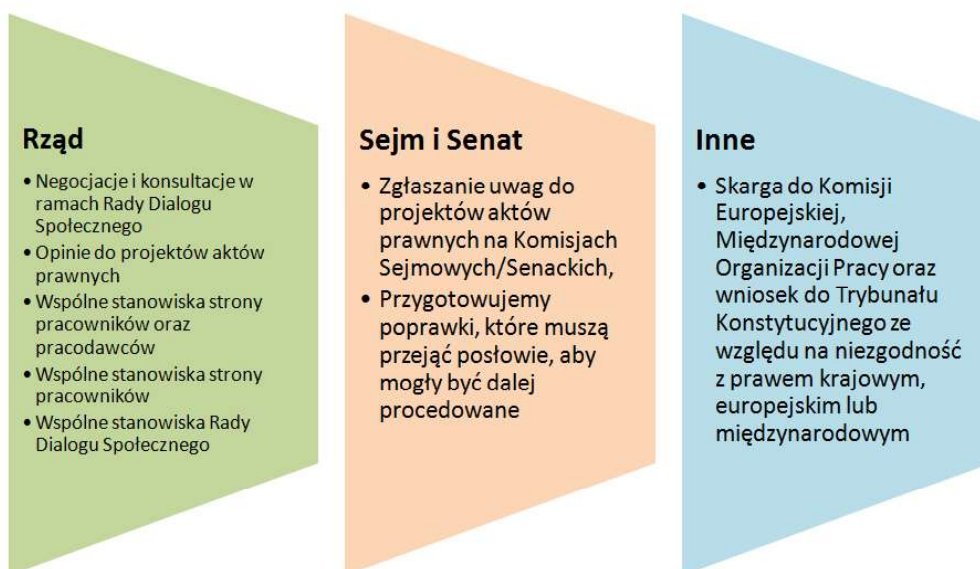 Rząd
• Negocjacje i konsultacje w
ramach Rady Dialogu
Społecznego
• Opinie do projektów aktów
prawnych
• Wspólne stanowiska strony
pracowników oraz
pracodawców
• Wspólne stanowiska strony
pracowników
• Wspólne stanowiska Rady
Dialogu Społecznego
Sejm i Senat
• Zgłaszanie uwag do
projektów aktów
prawnych na Komisjach
Sejmowych/Senackich,
• Przygotowujemy
poprawki, które muszą
przejąć posłowie, aby
mogły być dalej
procedowane
Inne
• Skarga do Komisji
Europejskiej,
Międzynarodowej
Organizacji Pracy oraz
wniosek do Trybunału
Konstytucyjnego ze
względu na niezgodność
z prawem krajowym,
europejskim lub
międzynarodowym